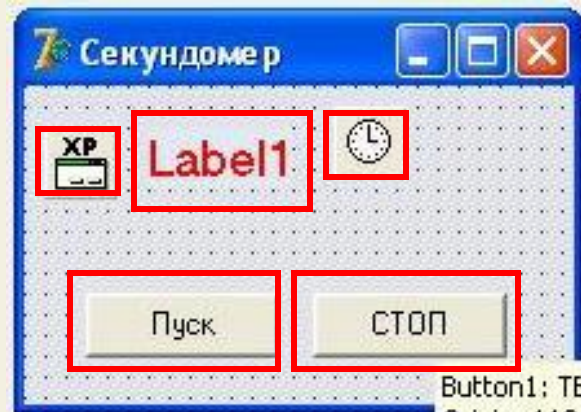 Секундомер
XP
Label1
Пуск
СТОП
Button1: TB